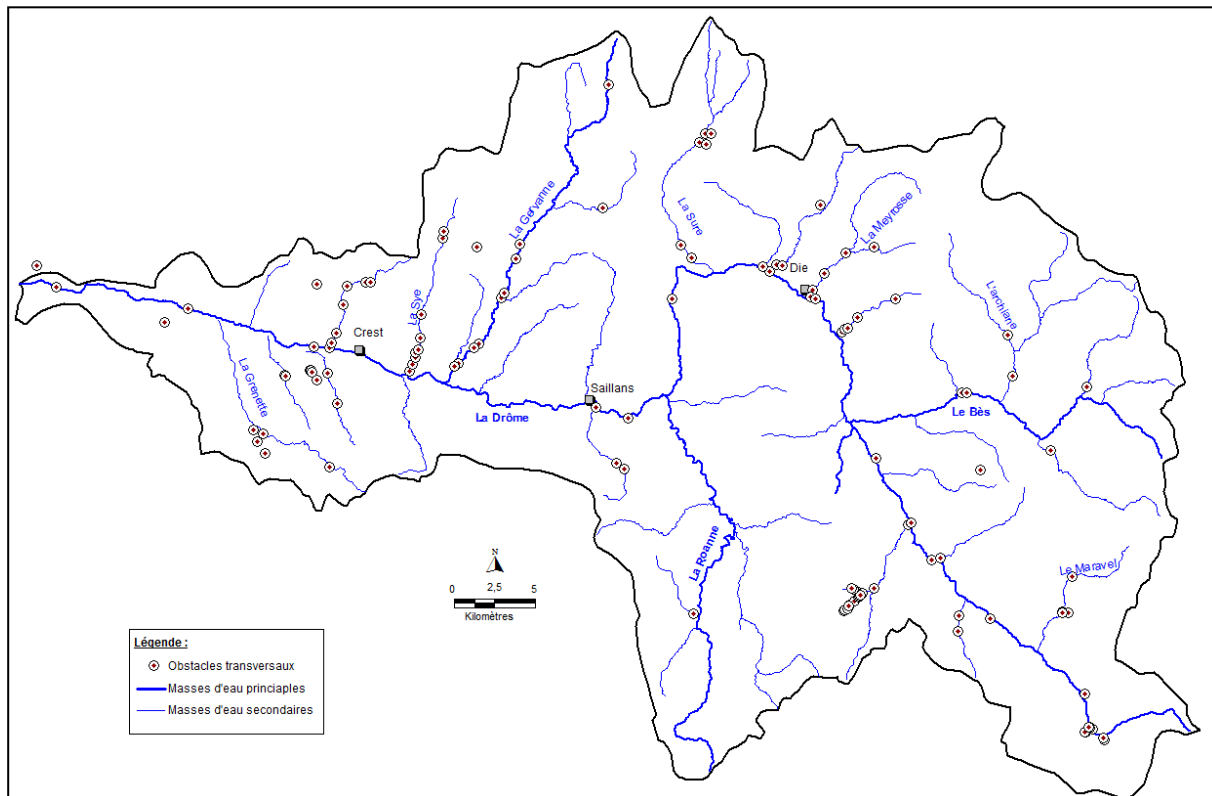 La Gervanne
La Sure
La Meyrosse
Die
L'archiane
La Sye
Crest
La Grenette
Saillans
La Drôme
Le Bès
La Roanne
Le Maravel
N
0 2,5 5
Kilomètres
Légende :
Obstacles transversaux
Masses d'eau princiaples
Masses d'eau secondaires